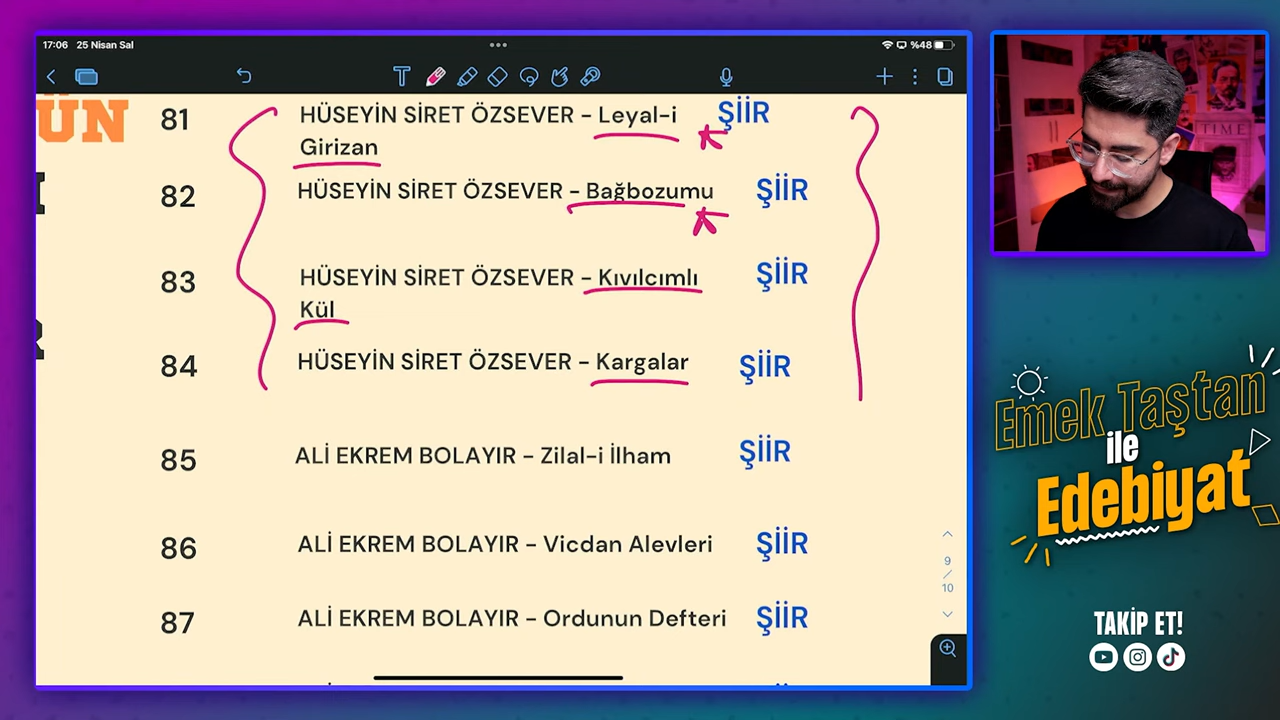 17:06 25 Nisan Sal
%48
ÜN
81 HÜSEYİN SİRET ÖZSEVER - Leyal-i ŞİİR
Girizan
82 HÜSEYİN SİRET ÖZSEVER - Bağbozumu ŞİİR
83 HÜSEYİN SİRET ÖZSEVER - Kıvılcımlı ŞİİR
Kül
84 HÜSEYİN SİRET ÖZSEVER - Kargalar ŞİİR
85 ALİ EKREM BOLAYIR - Zilal-i İlham ŞİİR
86 ALİ EKREM BOLAYIR - Vicdan Alevleri ŞİİR
87 ALİ EKREM BOLAYIR - Ordunun Defteri ŞİİR
9
/
10
TIME
Emek Taştan
ile
Edebiyat
TAKİP ET!